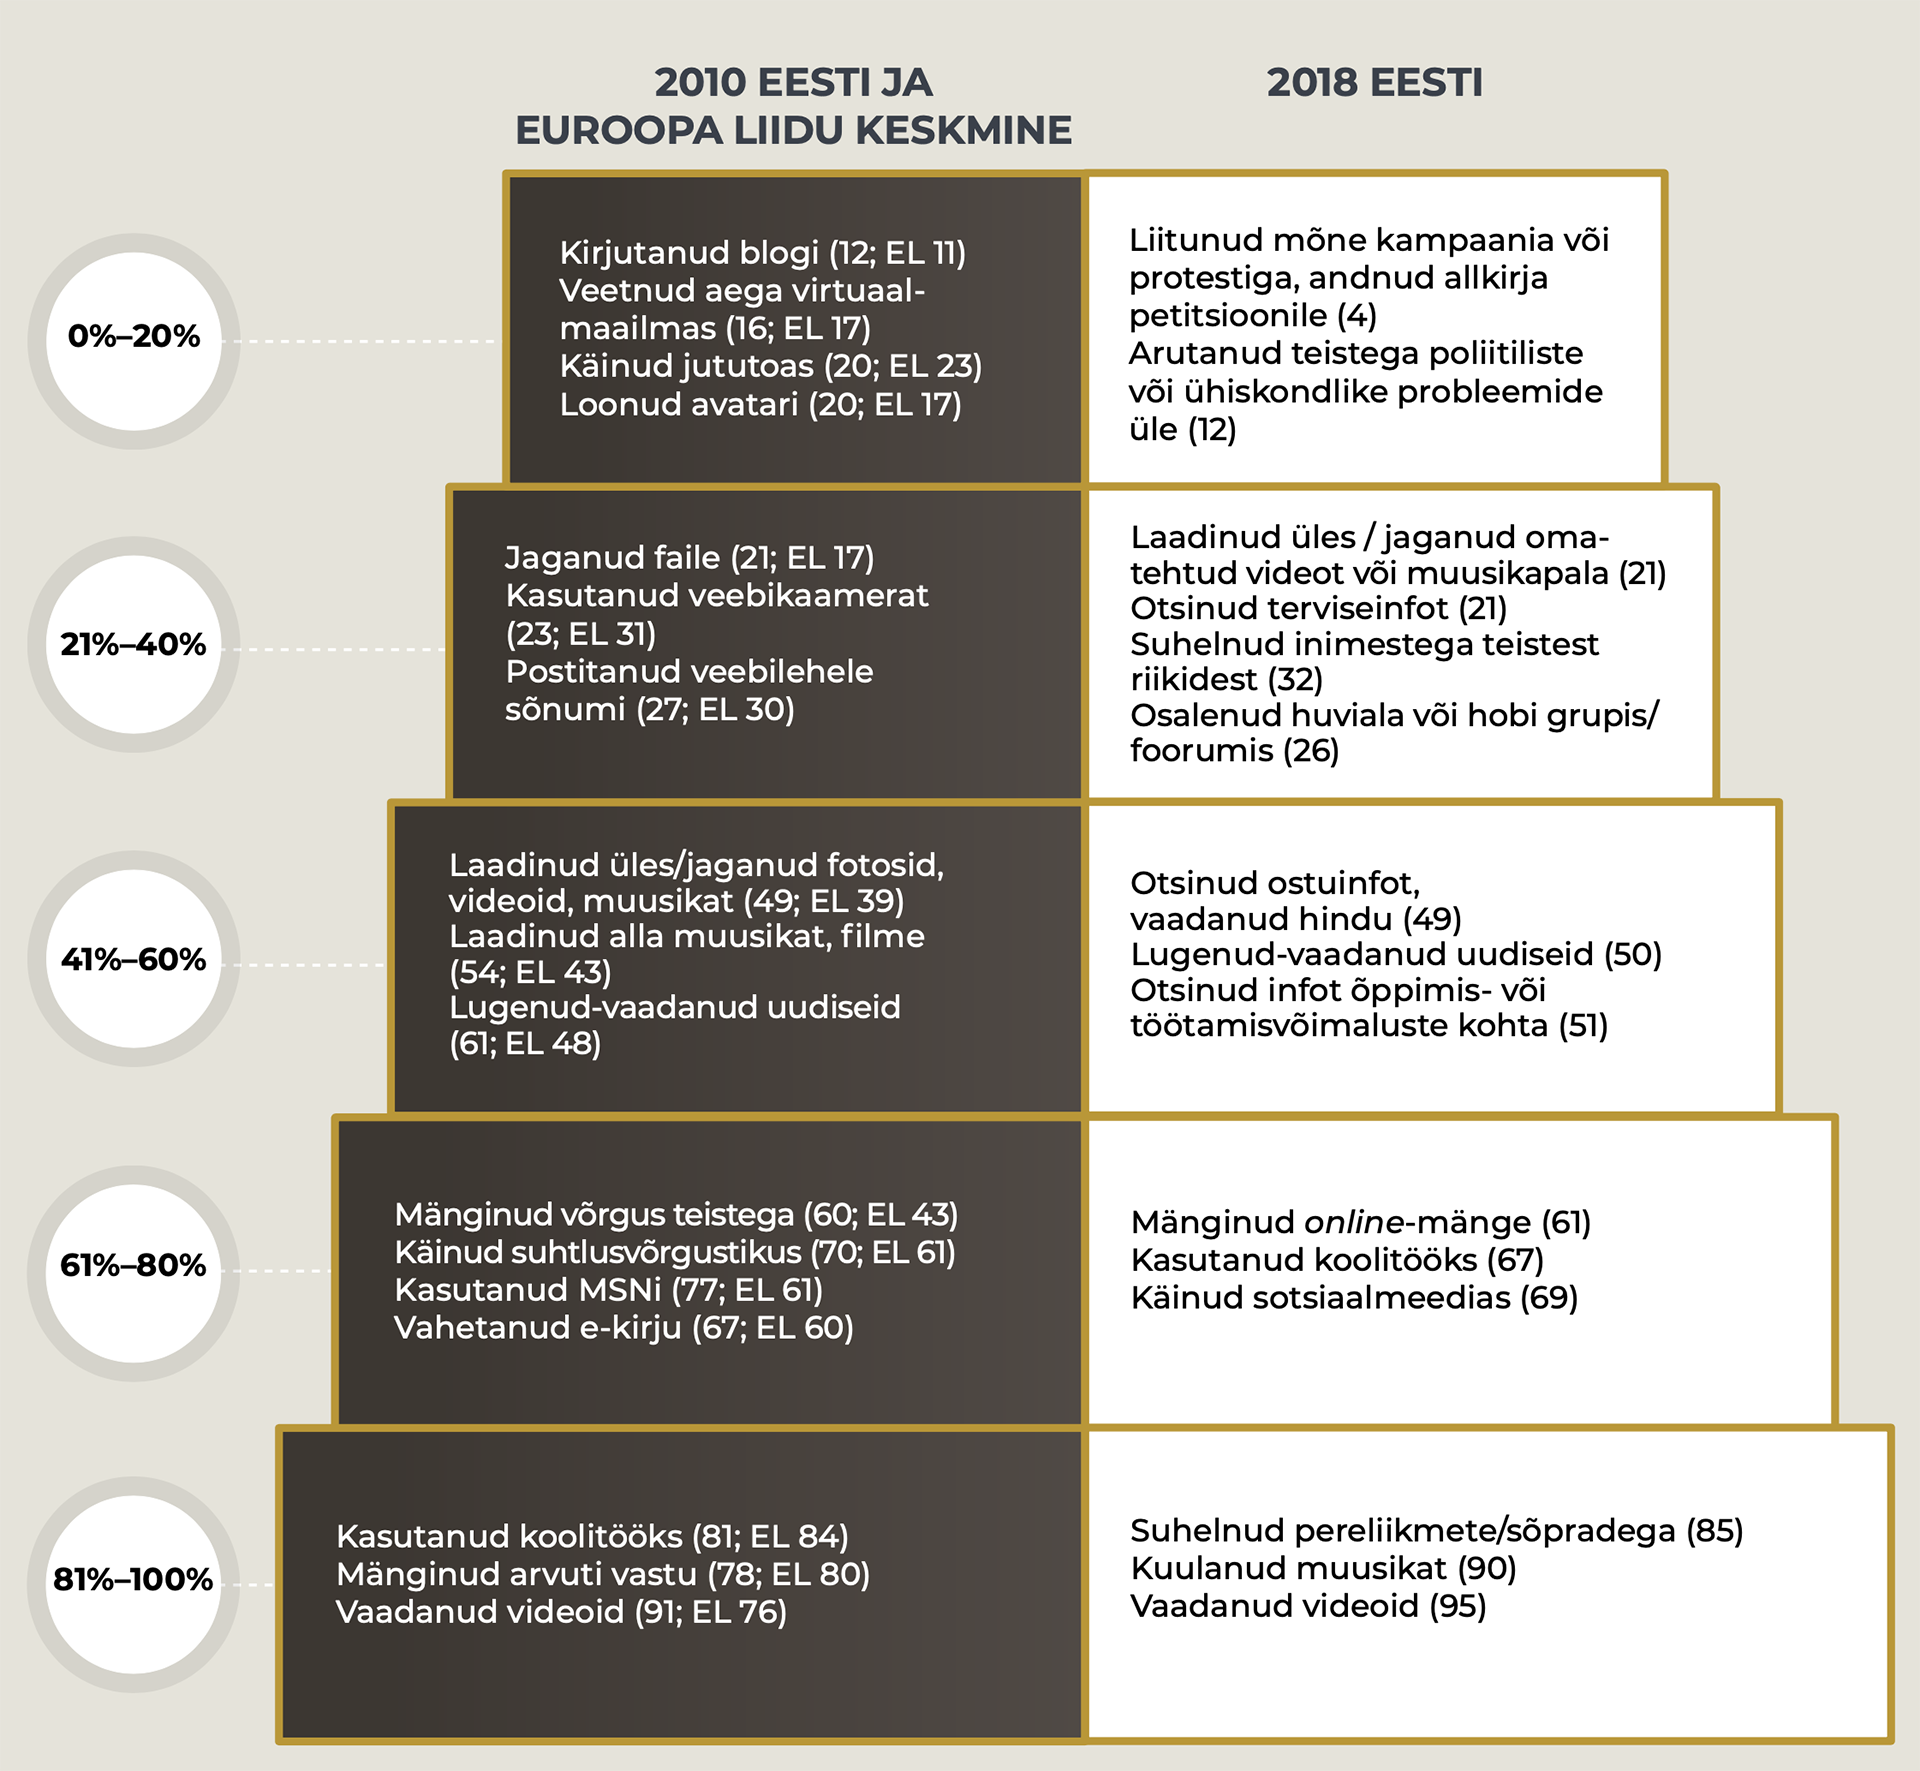 2010 EESTI JA
EUROOPA LIIDU KESKMINE
2018 EESTI
0%–20%
Kirjutanud blogi (12; EL 11)
Veetnud aega virtuaal-
maailmas (16; EL 17)
Käinud jututoas (20; EL 23)
Loonud avatari (20; EL 17)
Liitunud mõne kampaania või
protestiga, andnud allkirja
petitsioonile (4)
Arutanud teistega poliitiliste
või ühiskondlike probleemide
üle (12)
21%–40%
Jaganud faile (21; EL 17)
Kasutanud veebikaamerat
(23; EL 31)
Postitanud veebilehele
sõnumi (27; EL 30)
Laadinud üles / jaganud oma-
tehtud videot või muusikapala (21)
Otsinud terviseinfot (21)
Suhelnud inimestega teistest
riikidest (32)
Osalenud huviala või hobi grupis/
foorumis (26)
41%–60%
Laadinud üles/jaganud fotosid,
videoid, muusikat (49; EL 39)
Laadinud alla muusikat, filme
(54; EL 43)
Lugenud-vaadanud uudiseid
(61; EL 48)
Otsinud ostuinfot,
vaadanud hindu (49)
Lugenud-vaadanud uudiseid (50)
Otsinud infot õppimis- või
töötamisvõimaluste kohta (51)
61%–80%
Mänginud võrgus teistega (60; EL 43)
Käinud suhtlusvõrgustikus (70; EL 61)
Kasutanud MSNi (77; EL 61)
Vahetanud e-kirju (67; EL 60)
Mänginud online-mänge (61)
Kasutanud koolitööks (67)
Käinud sotsiaalmeedias (69)
81%–100%
Kasutanud koolitööks (81; EL 84)
Mänginud arvuti vastu (78; EL 80)
Vaadanud videoid (91; EL 76)
Suhelnud pereliikmete/sõpradega (85)
Kuulanud muusikat (90)
Vaadanud videoid (95)